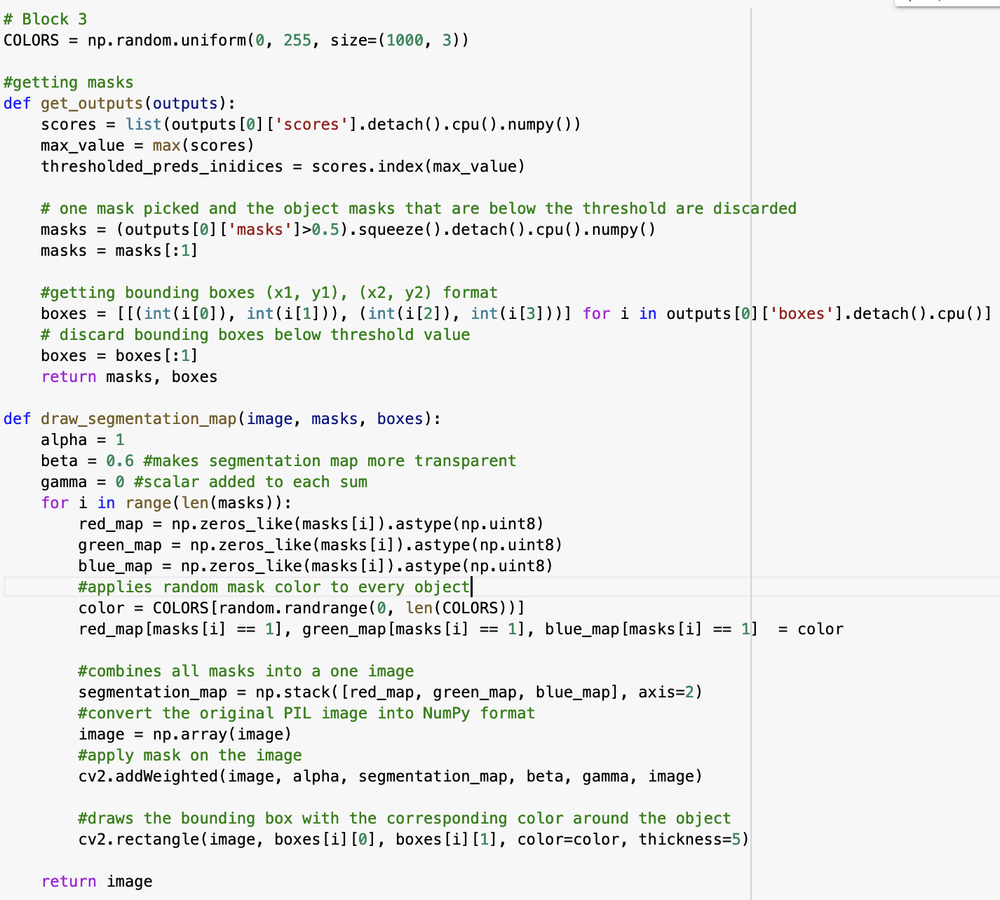 # Block 3
COLORS = np.random.uniform(0, 255, size=(1000, 3))
#getting masks
def get_outputs(outputs):
    scores = list(outputs[0]['scores'].detach().cpu().numpy())
    max_value = max(scores)
    thresholded_preds_inidices = scores.index(max_value)
    # one mask picked and the object masks that are below the threshold are discarded
    masks = (outputs[0]['masks']>0.5).squeeze().detach().cpu().numpy()
    masks = masks[:1]
    #getting bounding boxes (x1, y1), (x2, y2) format
    boxes = [[(int(i[0]), int(i[1])), (int(i[2]), int(i[3]))] for i in outputs[0]['boxes'].detach().cpu()]
    # discard bounding boxes below threshold value
    boxes = boxes[:1]
    return masks, boxes
def draw_segmentation_map(image, masks, boxes):
    alpha = 1
    beta = 0.6 #makes segmentation map more transparent
    gamma = 0 #scalar added to each sum
    for i in range(len(masks)):
        red_map = np.zeros_like(masks[i]).astype(np.uint8)
        green_map = np.zeros_like(masks[i]).astype(np.uint8)
        blue_map = np.zeros_like(masks[i]).astype(np.uint8)
        #applies random mask color to every object
        color = COLORS[random.randrange(0, len(COLORS))]
        red_map[masks[i] == 1], green_map[masks[i] == 1], blue_map[masks[i] == 1]  = color
        #combines all masks into a one image
        segmentation_map = np.stack([red_map, green_map, blue_map], axis=2)
        #convert the original PIL image into NumPy format
        image = np.array(image)
        #apply mask on the image
        cv2.addWeighted(image, alpha, segmentation_map, beta, gamma, image)
        #draws the bounding box with the corresponding color around the object
        cv2.rectangle(image, boxes[i][0], boxes[i][1], color=color, thickness=5)
    return image